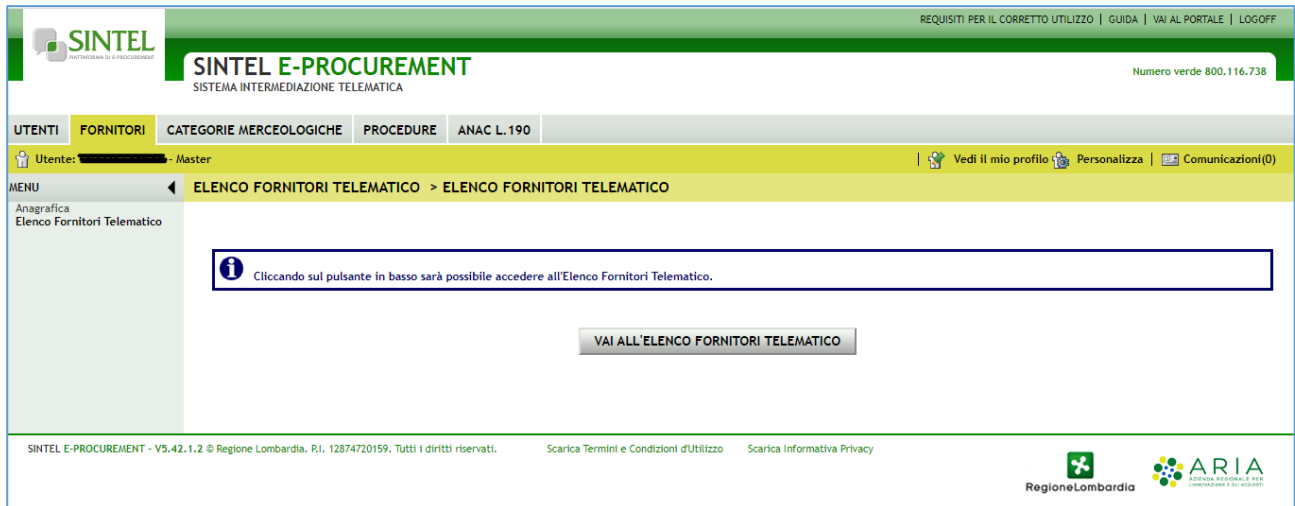 REQUISITI PER IL CORRETTO UTILIZZO | GUIDA | VAI AL PORTALE | LOGOFF
SINTEL
PIATTAFORMA DI E-PROCUREMENT
SINTEL E-PROCUREMENT
SISTEMA INTERMEDIAZIONE TELEMATICA
Numero verde 800.116.738
UTENTI FORNITORI CATEGORIE MERCEOLOGICHE PROCEDURE ANAC L.190
Utente: - Master | Vedi il mio profilo Personalizza | Comunicazioni(0)
MENU ELENCO FORNITORI TELEMATICO > ELENCO FORNITORI TELEMATICO
Anagrafica
Elenco Fornitori Telematico
Cliccando sul pulsante in basso sarà possibile accedere all'Elenco Fornitori Telematico.
VAI ALL'ELENCO FORNITORI TELEMATICO
SINTEL E-PROCUREMENT - V5.42.1.2 © Regione Lombardia. P.I. 12874720159. Tutti i diritti riservati. Scarica Termini e Condizioni d'Utilizzo Scarica Informativa Privacy
RegioneLombardia
ARIA
AZIENDA REGIONALE PER
L'INNOVAZIONE E GLI ACQUISTI